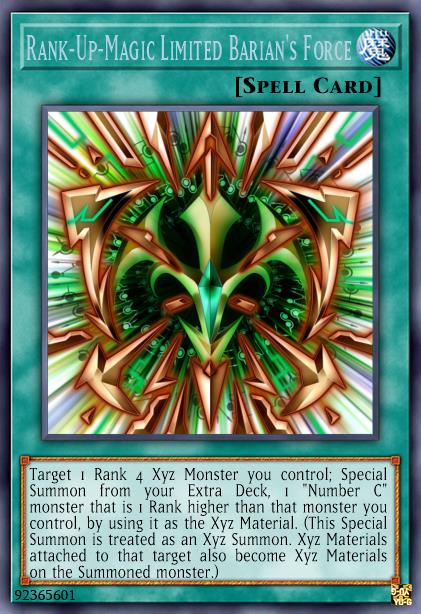 Rank-Up-Magic Limited Barian's Force 魔
[Spell Card]
Target 1 Rank 4 Xyz Monster you control; Special
Summon from your Extra Deck, 1 "Number C"
monster that is 1 Rank higher than that monster you
control, by using it as the Xyz Material. (This Special
Summon is treated as an Xyz Summon. Xyz Materials
attached to that target also become Xyz Materials
on the Summoned monster.)
92365601